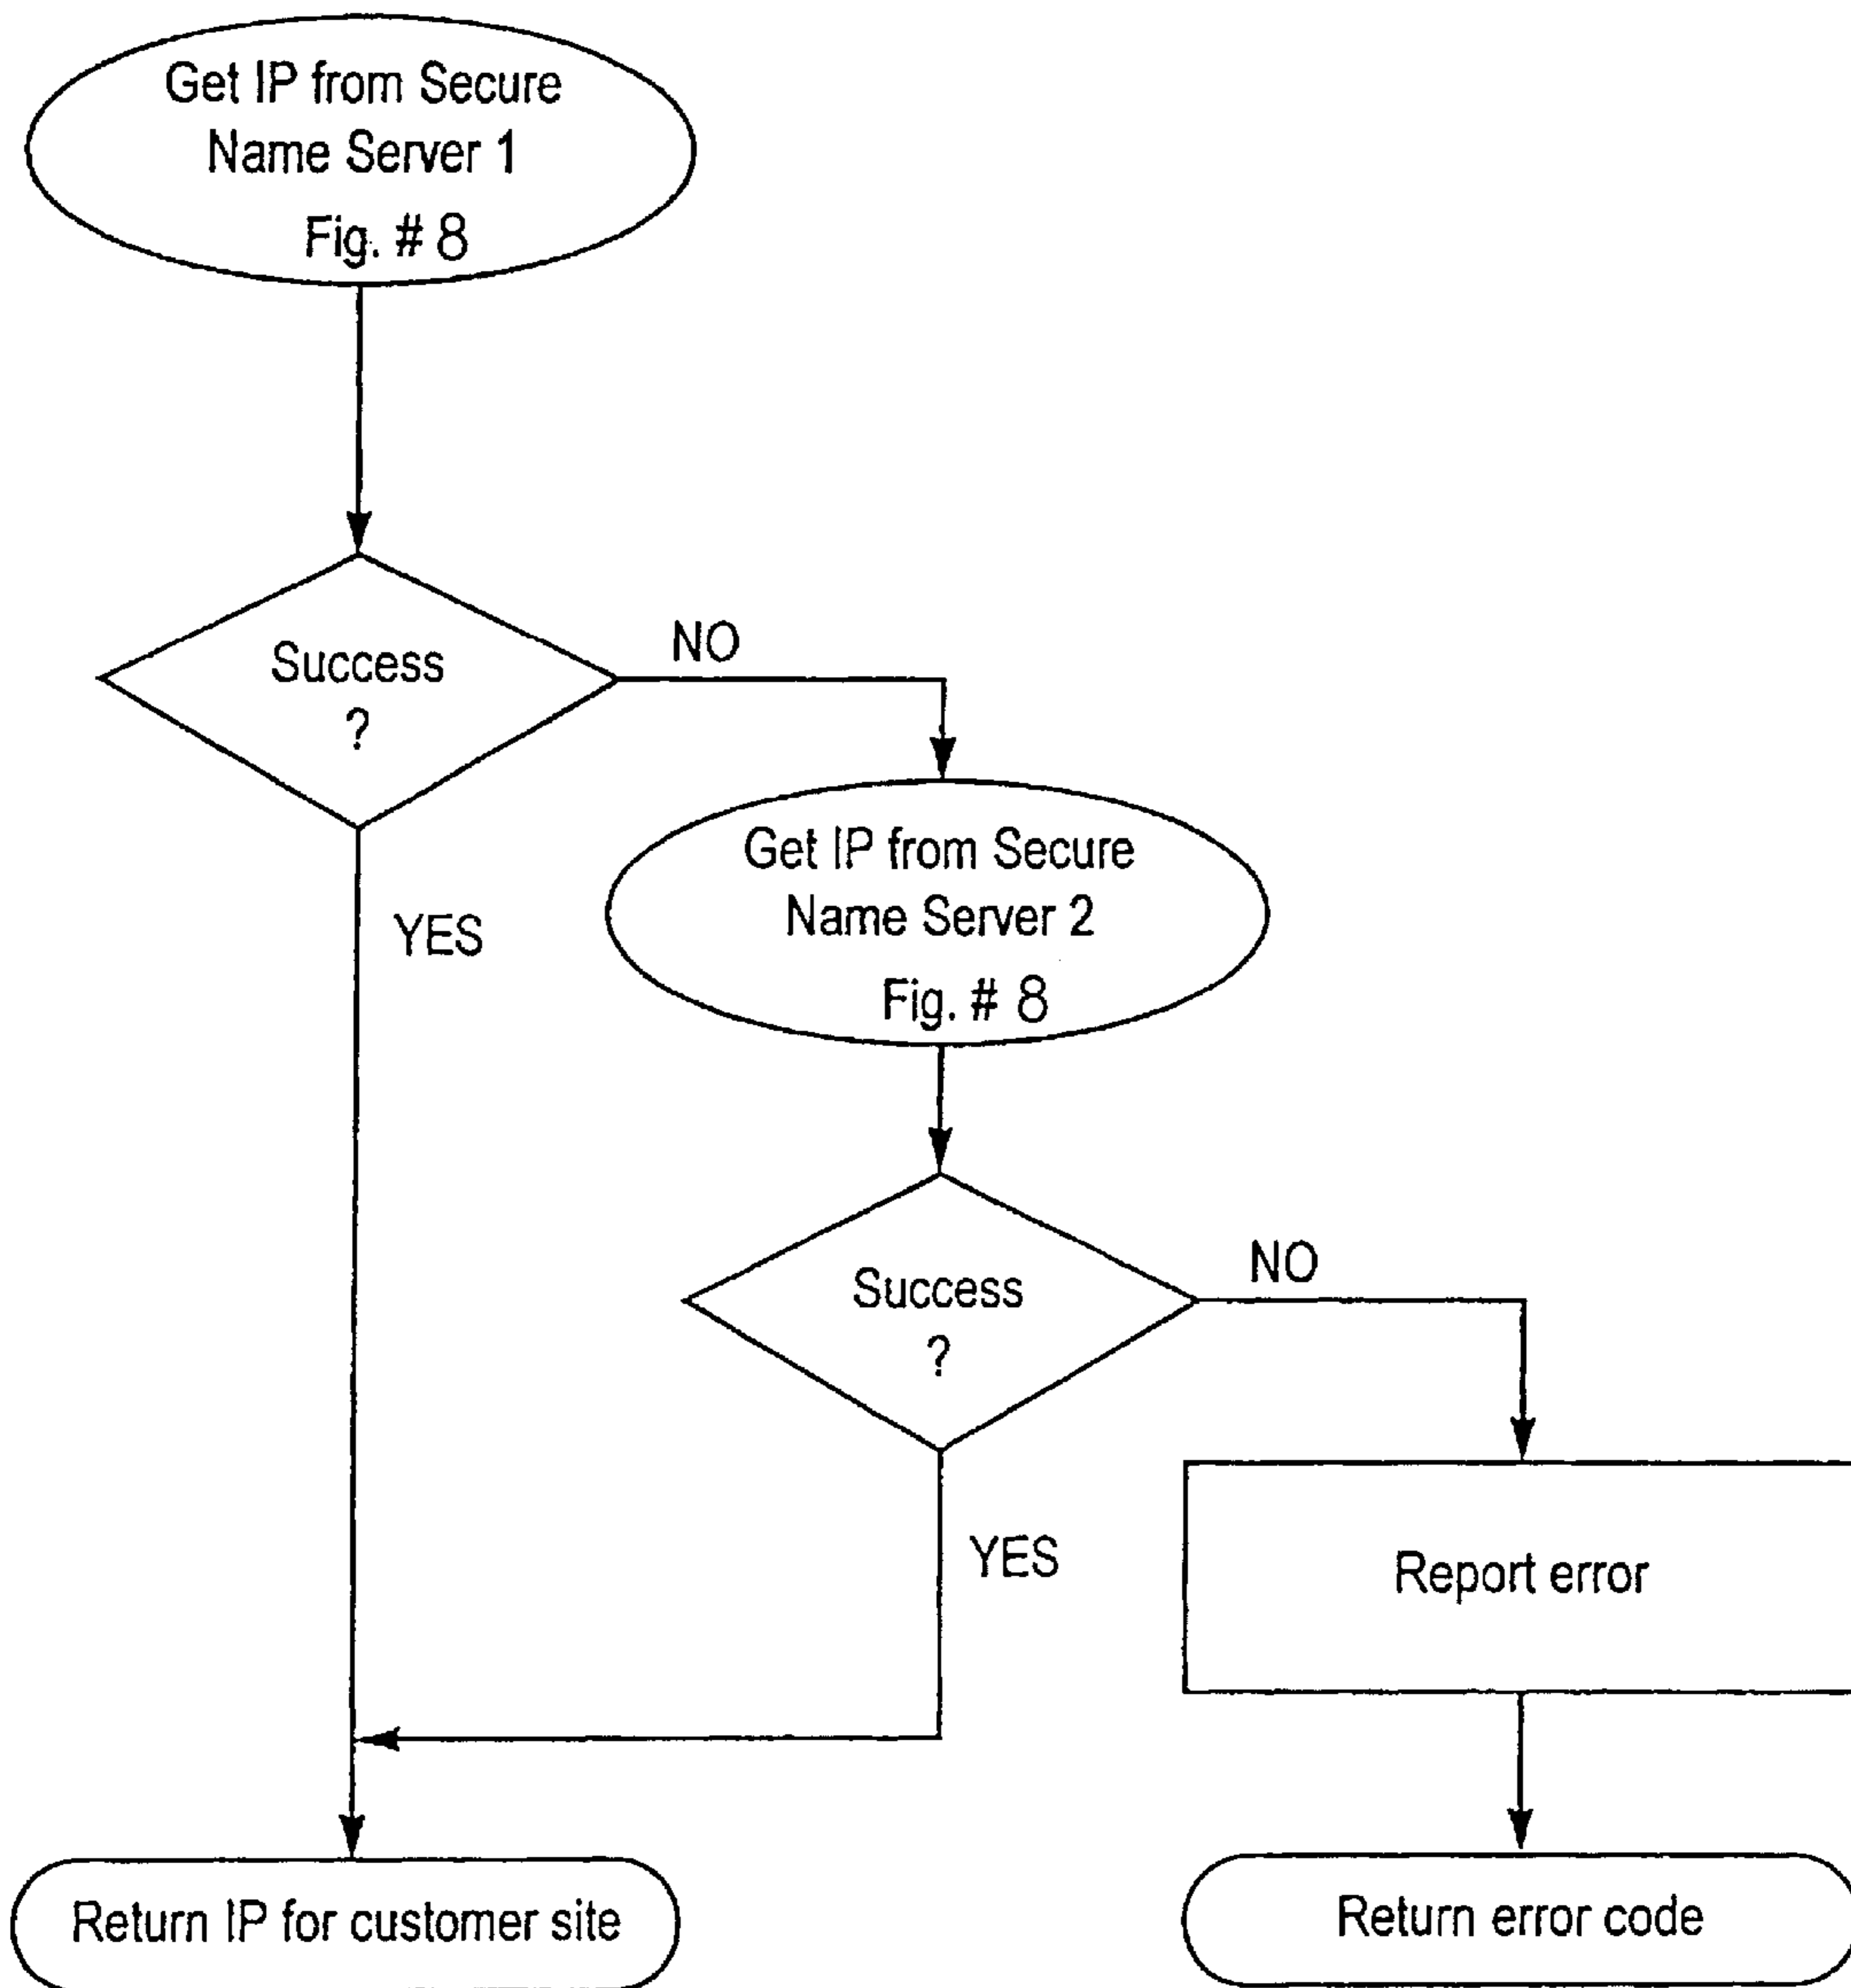 Get IP from Secure
Name Server 1
Fig. # 8
Success
?
NO
YES
Get IP from Secure
Name Server 2
Fig. # 8
Success
?
NO
YES
Report error
Return IP for customer site
Return error code